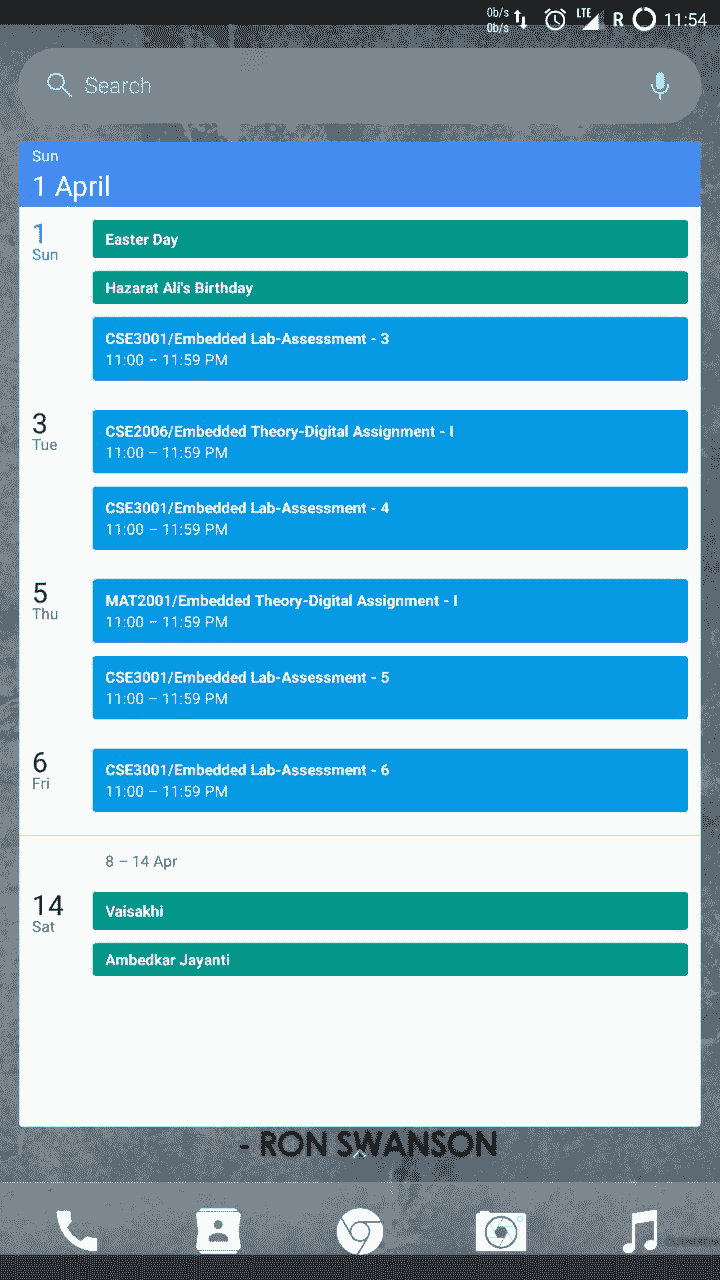 0b/s
0b/s
LTE
R
11:54
Search
Sun
1 April
1
Sun
Easter Day
Hazarat Ali's Birthday
CSE3001/Embedded Lab-Assessment - 3
11:00 – 11:59 PM
3
Tue
CSE2006/Embedded Theory-Digital Assignment - I
11:00 – 11:59 PM
CSE3001/Embedded Lab-Assessment - 4
11:00 – 11:59 PM
5
Thu
MAT2001/Embedded Theory-Digital Assignment - I
11:00 – 11:59 PM
CSE3001/Embedded Lab-Assessment - 5
11:00 – 11:59 PM
6
Fri
CSE3001/Embedded Lab-Assessment - 6
11:00 – 11:59 PM
8 – 14 Apr
14
Sat
Vaisakhi
Ambedkar Jayanti
- RON SWANSON